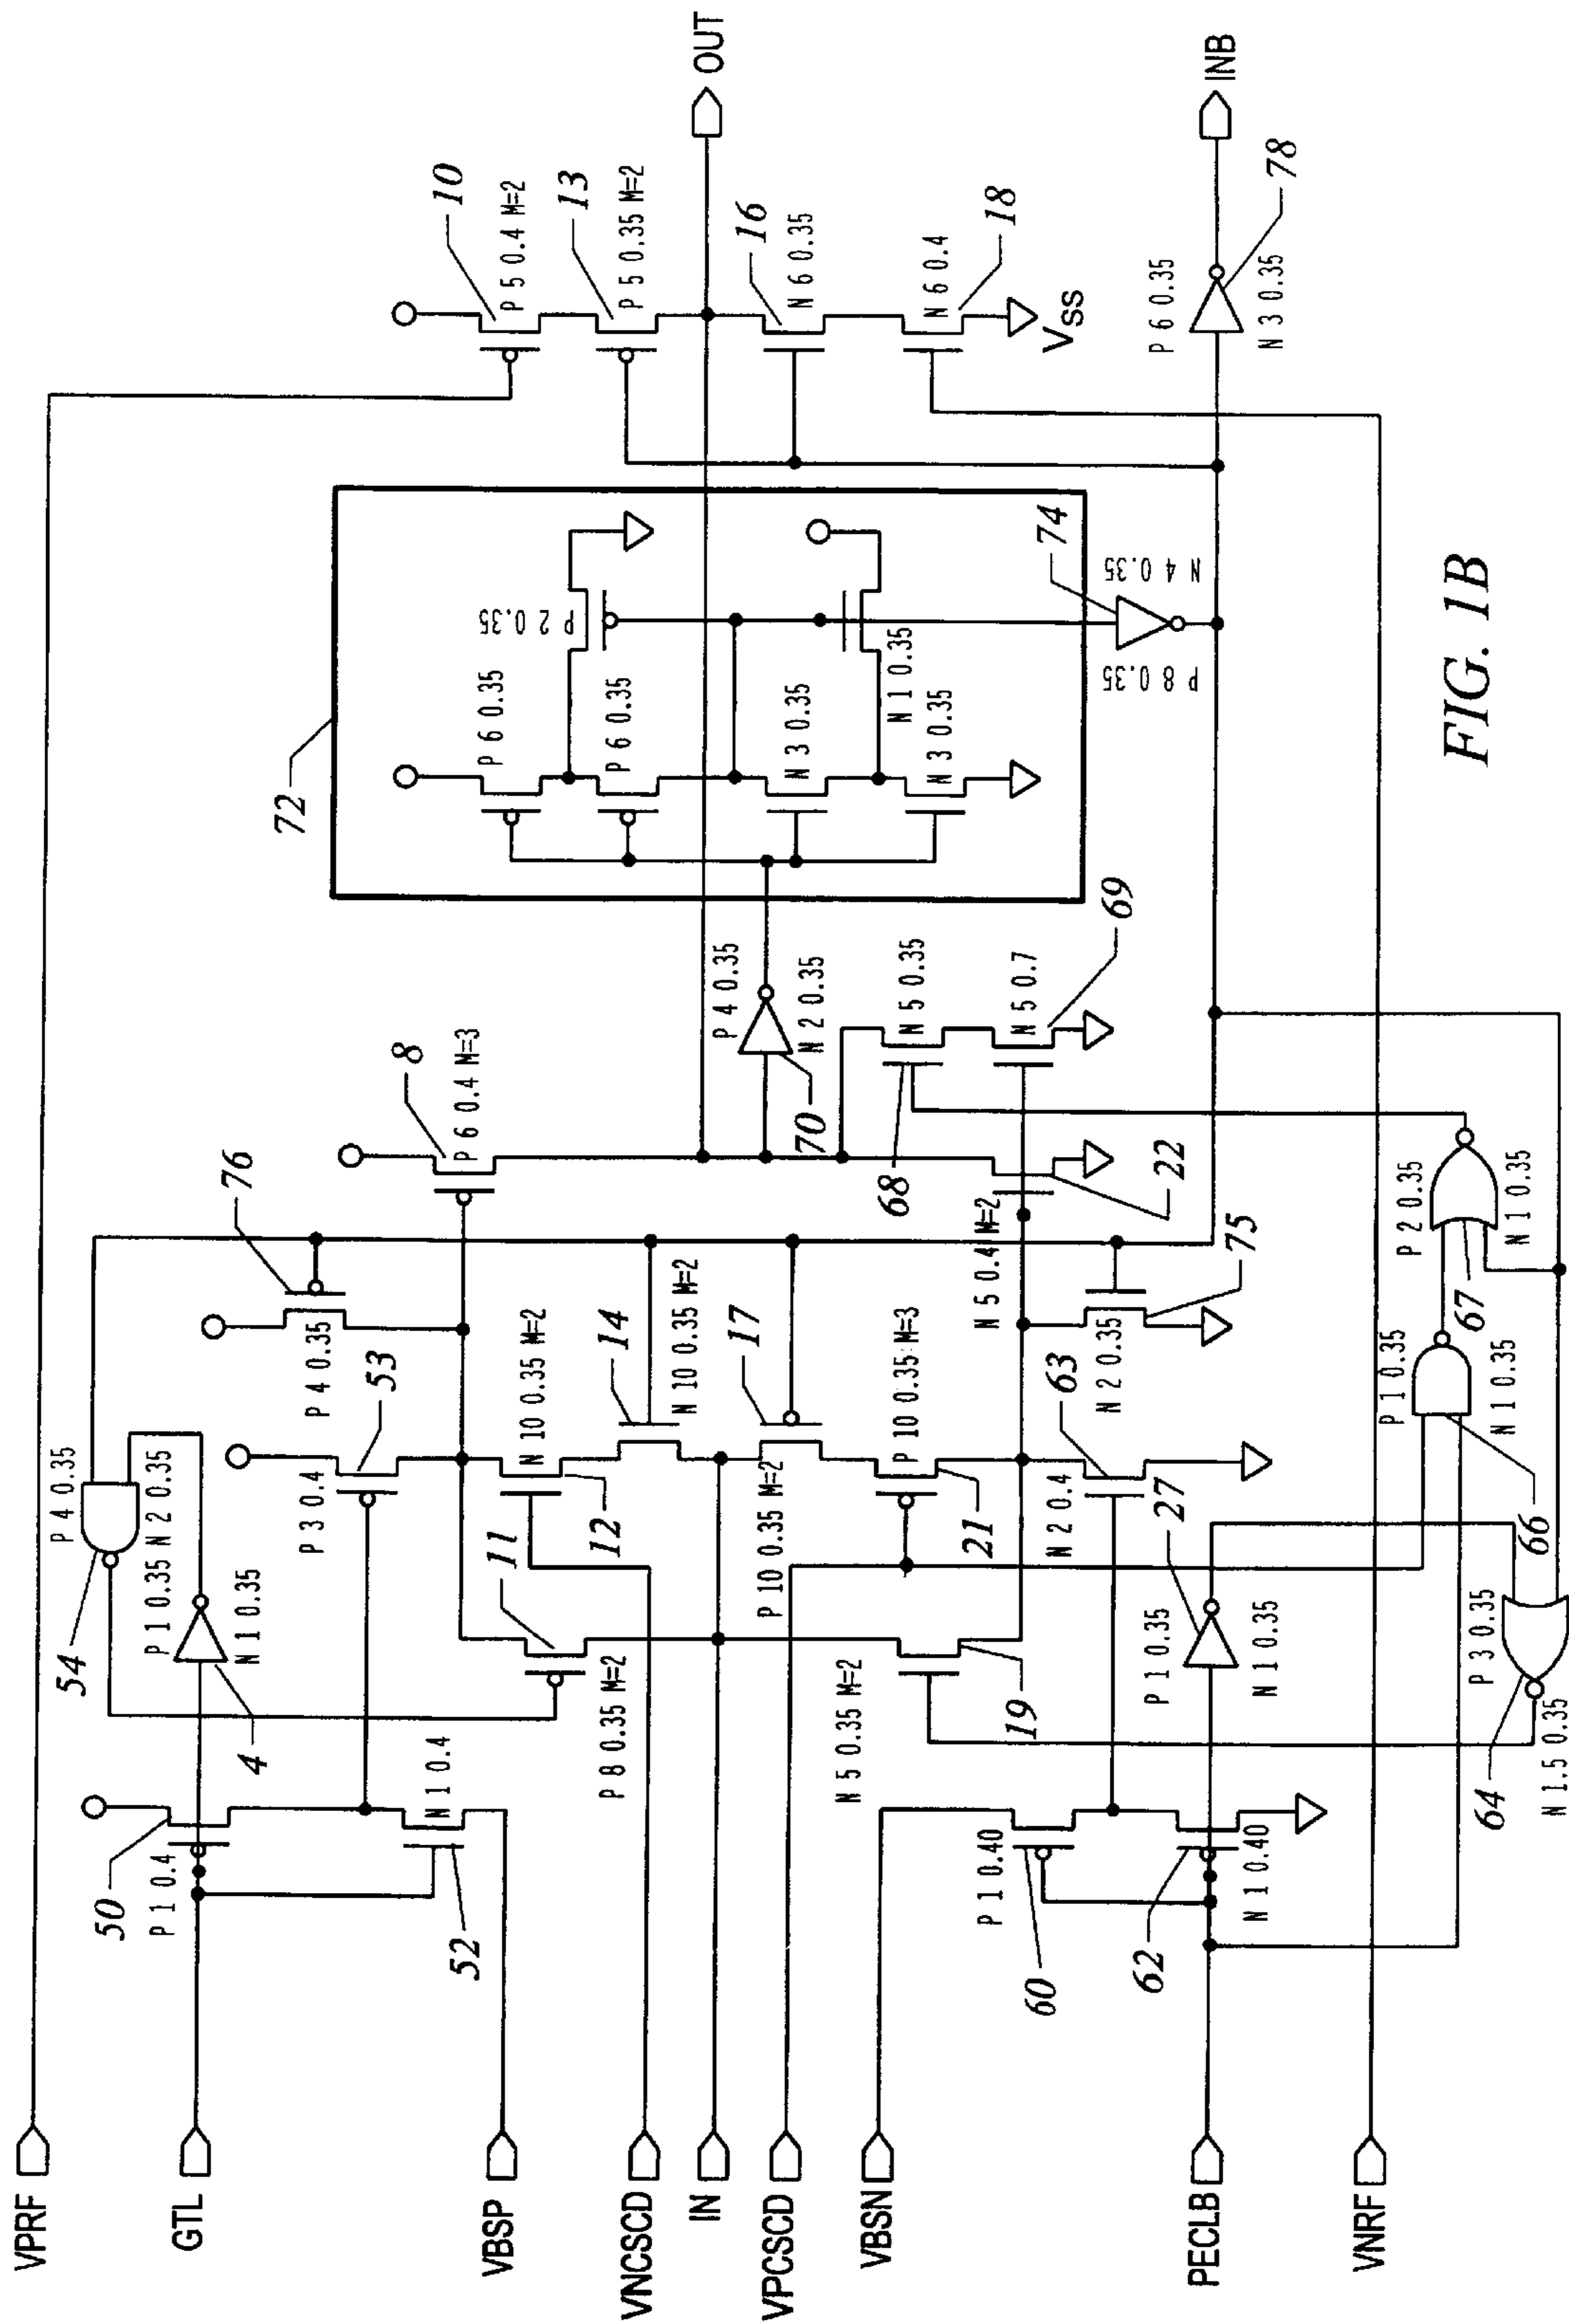 VPRF
GTL
VBSP
VNCSCD
IN
VPCSCD
VBSN
PECLB
VNRF
50
P 1 0.4
52
N 1 0.4
4
P 1 0.35
N 1 0.35
54
P 4 0.35
N 2 0.35
53
P 3 0.4
76
P 4 0.35
8
P 6 0.4 M=3
11
P 8 0.35 M=2
12
N 10 0.35 M=2
14
N 10 0.35 M=2
17
P 10 0.35 M=2
21
P 10 0.35 M=3
19
N 5 0.35 M=2
60
P 1 0.40
62
N 1 0.40
27
P 1 0.35
N 1 0.35
63
N 2 0.4
75
N 2 0.35
22
N 5 0.4 M=2
64
P 3 0.35
N 1.5 0.35
66
P 1 0.35
N 1 0.35
67
P 2 0.35
N 1 0.35
68
N 5 0.35
69
N 5 0.7
70
P 4 0.35
N 2 0.35
72
P 6 0.35
P 6 0.35
N 3 0.35
N 3 0.35
P 2 0.35
N 1 0.35
74
P 8 0.35
N 4 0.35
10
P 5 0.4 M=2
13
P 5 0.35 M=2
16
N 6 0.35
18
N 6 0.4
VSS
78
P 6 0.35
N 3 0.35
OUT
INB
FIG. 1B